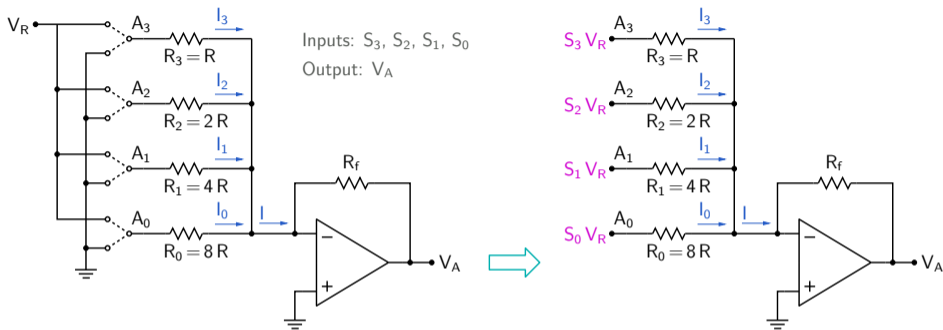 V_R A_3 I_3
R_3 = R
Inputs: S_3, S_2, S_1, S_0
Output: V_A
A_2 I_2
R_2 = 2 R
A_1 I_1
R_1 = 4 R
R_f
A_0 I_0 I
R_0 = 8 R
−
+
V_A
S_3 V_R A_3 I_3
R_3 = R
S_2 V_R A_2 I_2
R_2 = 2 R
S_1 V_R A_1 I_1
R_1 = 4 R
R_f
S_0 V_R A_0 I_0 I
R_0 = 8 R
−
+
V_A